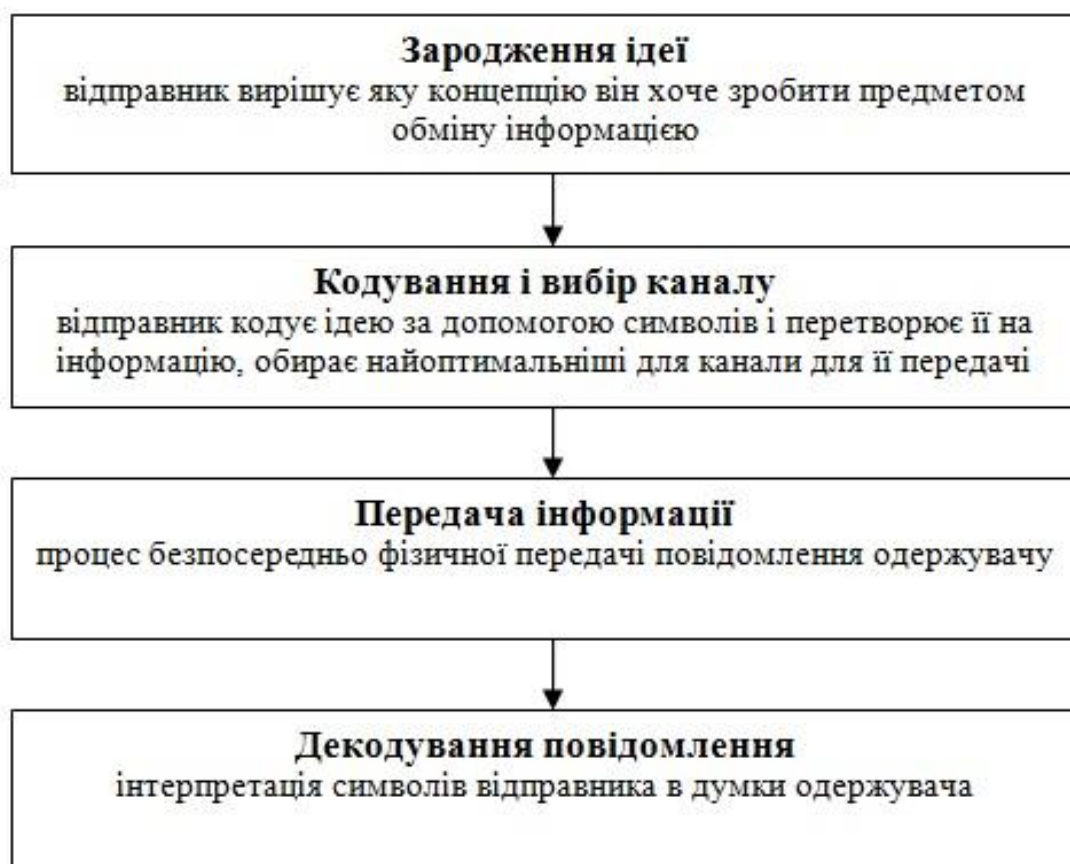 Зародження ідеї
відправник вирішує яку концепцію він хоче зробити предметом
обміну інформацією
Кодування і вибір каналу
відправник кодує ідею за допомогою символів і перетворює її на
інформацію, обирає найоптимальніші для канали для її передачі
Передача інформації
процес безпосередньо фізичної передачі повідомлення одержувачу
Декодування повідомлення
інтерпретація символів відправника в думки одержувача